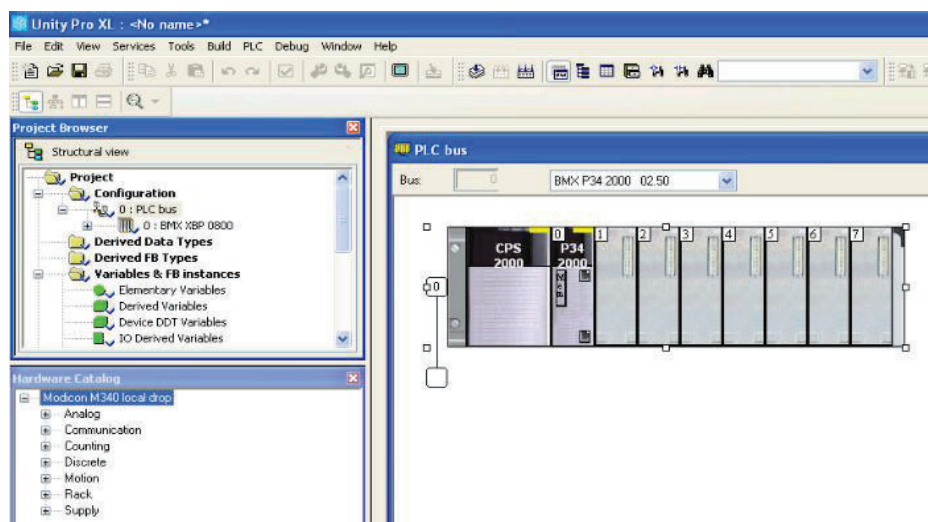 Unity Pro XL : <No name>*
File Edit View Services Tools Build PLC Debug Window Help
Project Browser
Structural view
Project
Configuration
0 : PLC bus
0 : BMX XBP 0800
Derived Data Types
Derived FB Types
Variables & FB instances
Elementary Variables
Derived Variables
Device DDT Variables
IO Derived Variables
Hardware Catalog
Modicon M340 local drop
Analog
Communication
Counting
Discrete
Motion
Rack
Supply
PLC bus
Bus: 0 BMX P34 2000 02.50
0 1 2 3 4 5 6 7
CPS P34
2000 2000
0